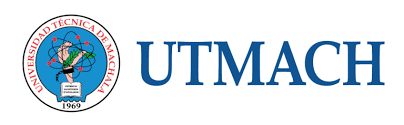 UNIVERSIDAD TÉCNICA DE MACHALA
1969
UTMACH